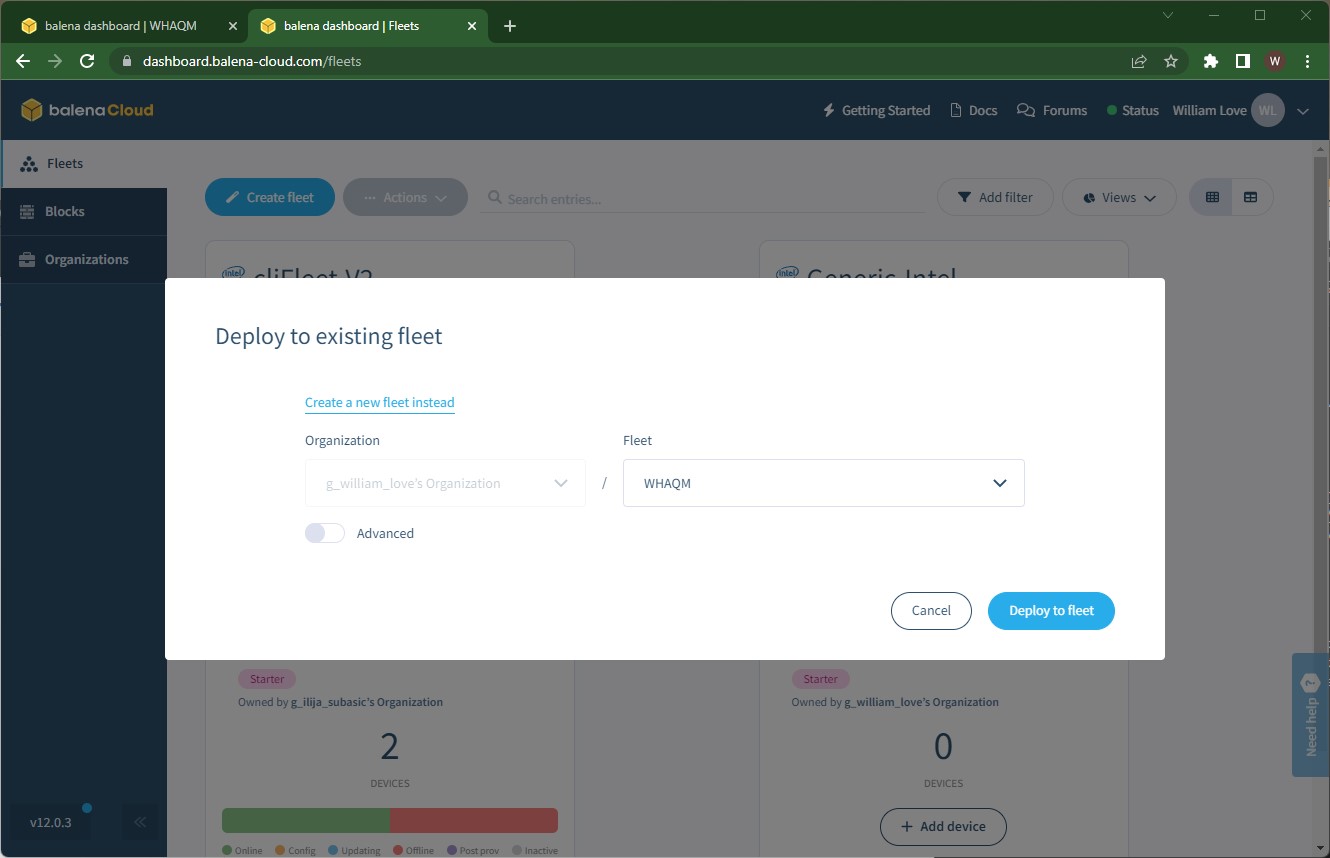 balena dashboard | WHAQM
balena dashboard | Fleets
dashboard.balena-cloud.com/fleets
W
balenaCloud
Getting Started
Docs
Forums
Status
William Love
WL
Fleets
Blocks
Organizations
Create fleet
Actions
Search entries...
Add filter
Views
intel
cliFleet V2
intel
Generic Intel
Deploy to existing fleet
Create a new fleet instead
Organization
Fleet
g_william_love's Organization
/
WHAQM
Advanced
Cancel
Deploy to fleet
Starter
Owned by g_ilija_subasic's Organization
2
DEVICES
Online
Config
Updating
Offline
Post prov
Inactive
Starter
Owned by g_william_love's Organization
0
DEVICES
+ Add device
Need help ?
v12.0.3